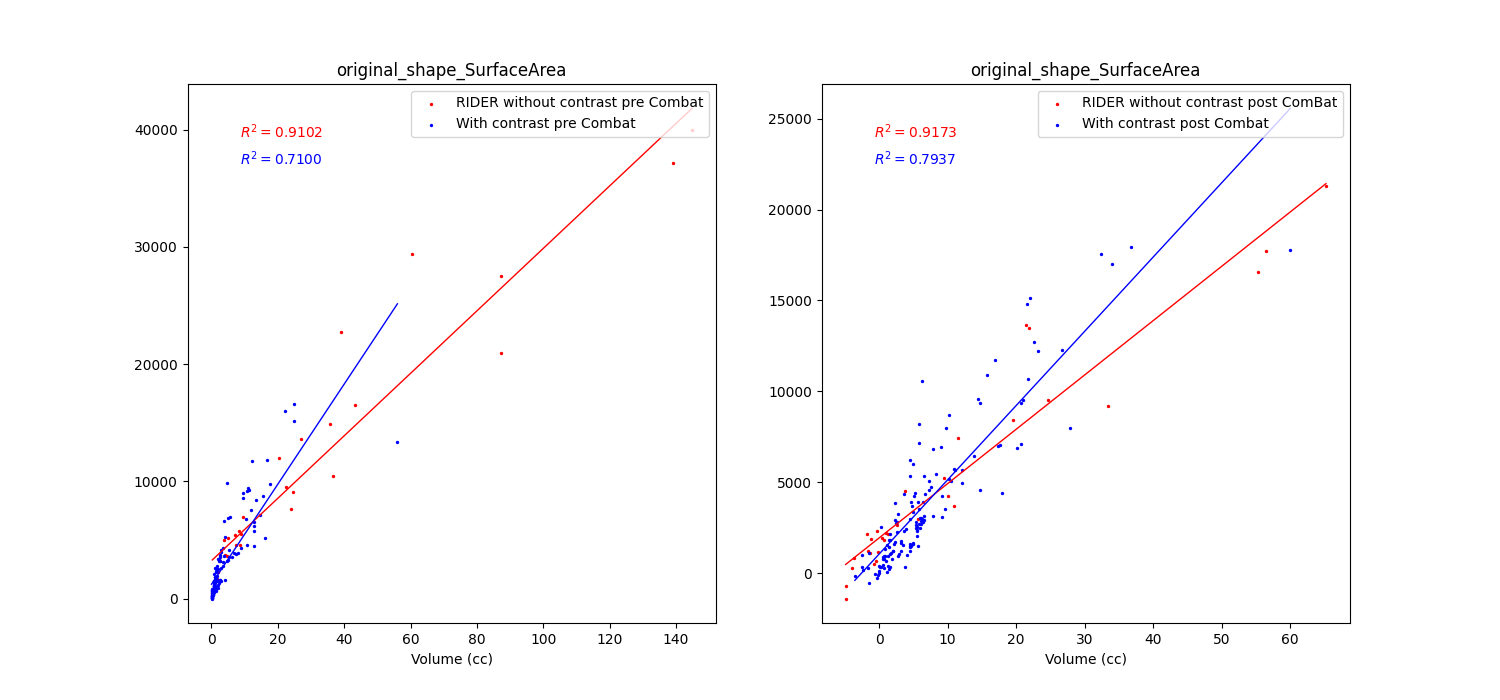 original_shape_SurfaceArea
RIDER without contrast pre Combat
With contrast pre Combat
R² = 0.9102
R² = 0.7100
40000
30000
20000
10000
0
0 20 40 60 80 100 120 140
Volume (cc)
original_shape_SurfaceArea
RIDER without contrast post ComBat
With contrast post Combat
R² = 0.9173
R² = 0.7937
25000
20000
15000
10000
5000
0
0 10 20 30 40 50 60
Volume (cc)